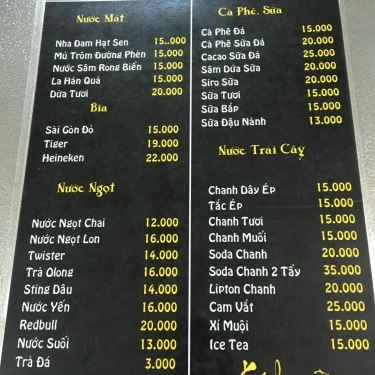 Nước Mát
Nha Đam Hạt Sen 15..000
Mủ Trôm Đường Phèn 15.000
Nước Sâm Rong Biển 15.000
La Hán Quả 15.000
Dừa Tươi 20.000
Bia
Sài Gòn Đỏ 15.000
Tiger 19.000
Heineken 22.000
Nước Ngọt
Nước Ngọt Chai 12.000
Nước Ngọt Lon 16.000
Twister 14.000
Trà Olong 16.000
Sting Dâu 14.000
Nước Yến 16.000
Redbull 20.000
Nước Suối 13.000
Trà Đá 3.000
Cà Phê, Sữa
Cà Phê Đá 15.000
Cà Phê Sữa Đá 20.000
Cacao Sữa Đá 25.000
Sâm Dứa Sữa 20.000
Siro Sữa 20.000
Sữa Tươi 15.000
Sữa Bắp 15.000
Sữa Đậu Nành 13.000
Nước Trái Cây
Chanh Dây Ép 15.000
Tắc Ép 15.000
Chanh Tươi 15.000
Chanh Muối 15.000
Soda Chanh 20.000
Soda Chanh 2 Tẩy 35.000
Lipton Chanh 20.000
Cam Vắt 25.000
Xí Muội 15.000
Ice Tea 15.000